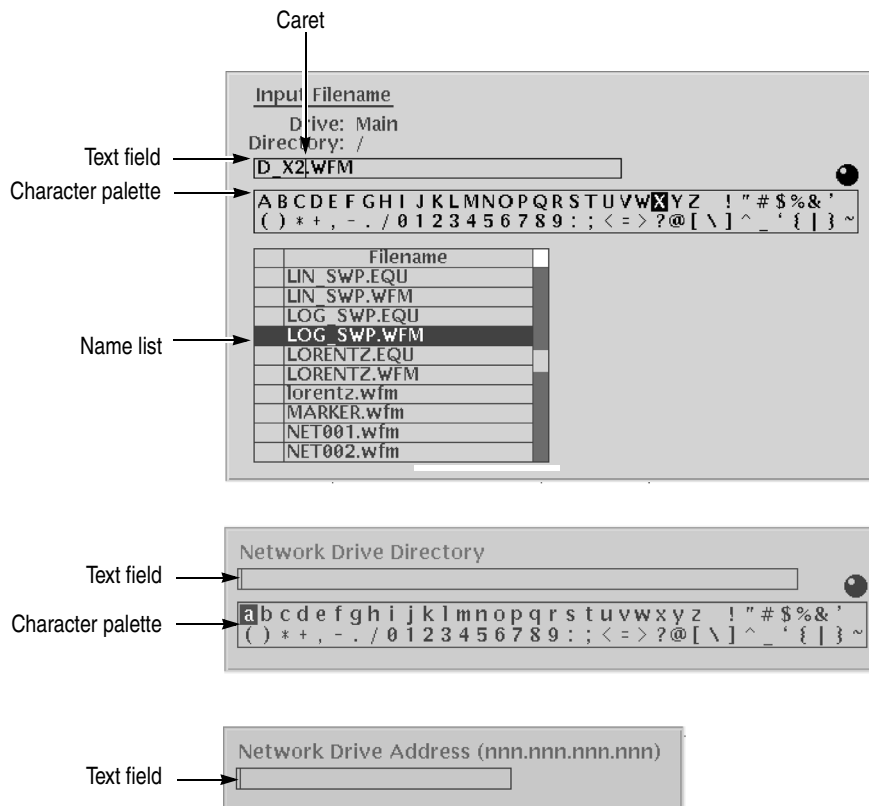 Caret
Input Filename
Drive: Main
Directory: /
Text field
D_X2.WFM
Character palette
A B C D E F G H I J K L M N O P Q R S T U V W X Y Z ! " # $ % & '
( ) * + , - . / 0 1 2 3 4 5 6 7 8 9 : ; < = > ? @ [ \ ] ^ _ ‘ { | } ~
Filename
LIN_SWP.EQU
LIN_SWP.WFM
LOG_SWP.EQU
Name list
LOG_SWP.WFM
LORENTZ.EQU
LORENTZ.WFM
lorentz.wfm
MARKER.wfm
NET001.wfm
NET002.wfm
Network Drive Directory
Text field
Character palette
a b c d e f g h i j k l m n o p q r s t u v w x y z ! " # $ % & '
( ) * + , - . / 0 1 2 3 4 5 6 7 8 9 : ; < = > ? @ [ \ ] ^ _ ‘ { | } ~
Network Drive Address (nnn.nnn.nnn.nnn)
Text field